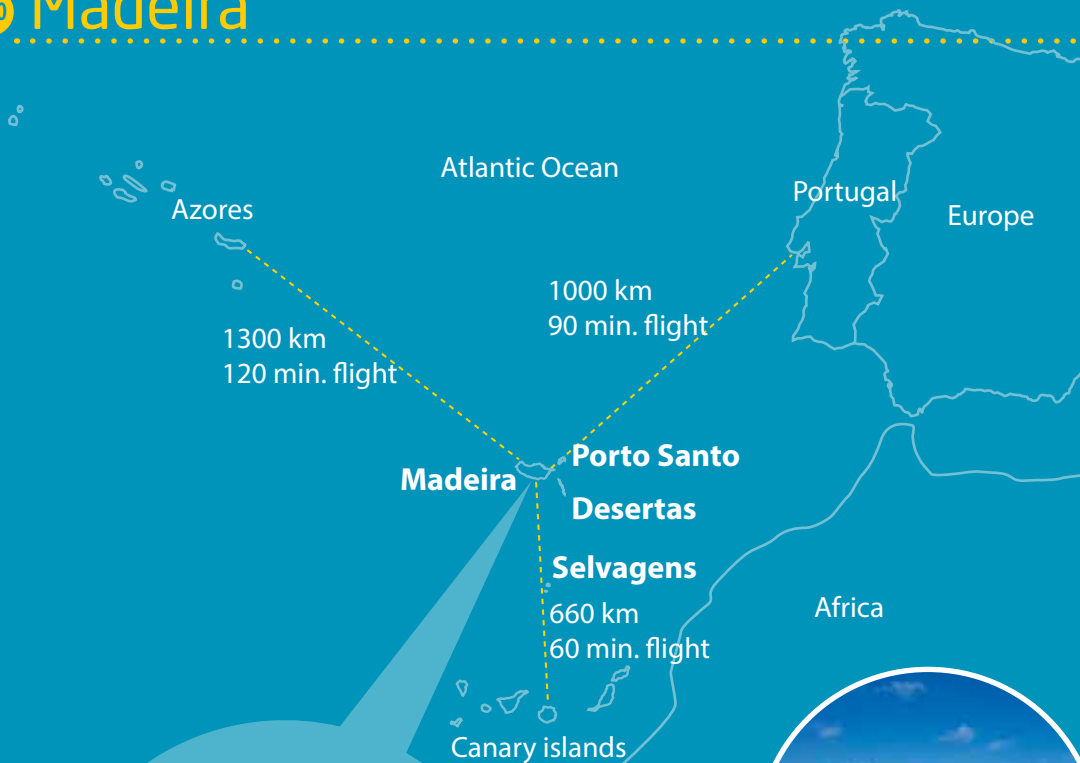 Madeira
Atlantic Ocean
Portugal
Azores
Europe
1000 km
90 min. flight
1300 km
120 min. flight
Porto Santo
Madeira
Desertas
Selvagens
660 km
60 min. flight
Africa
Canary islands